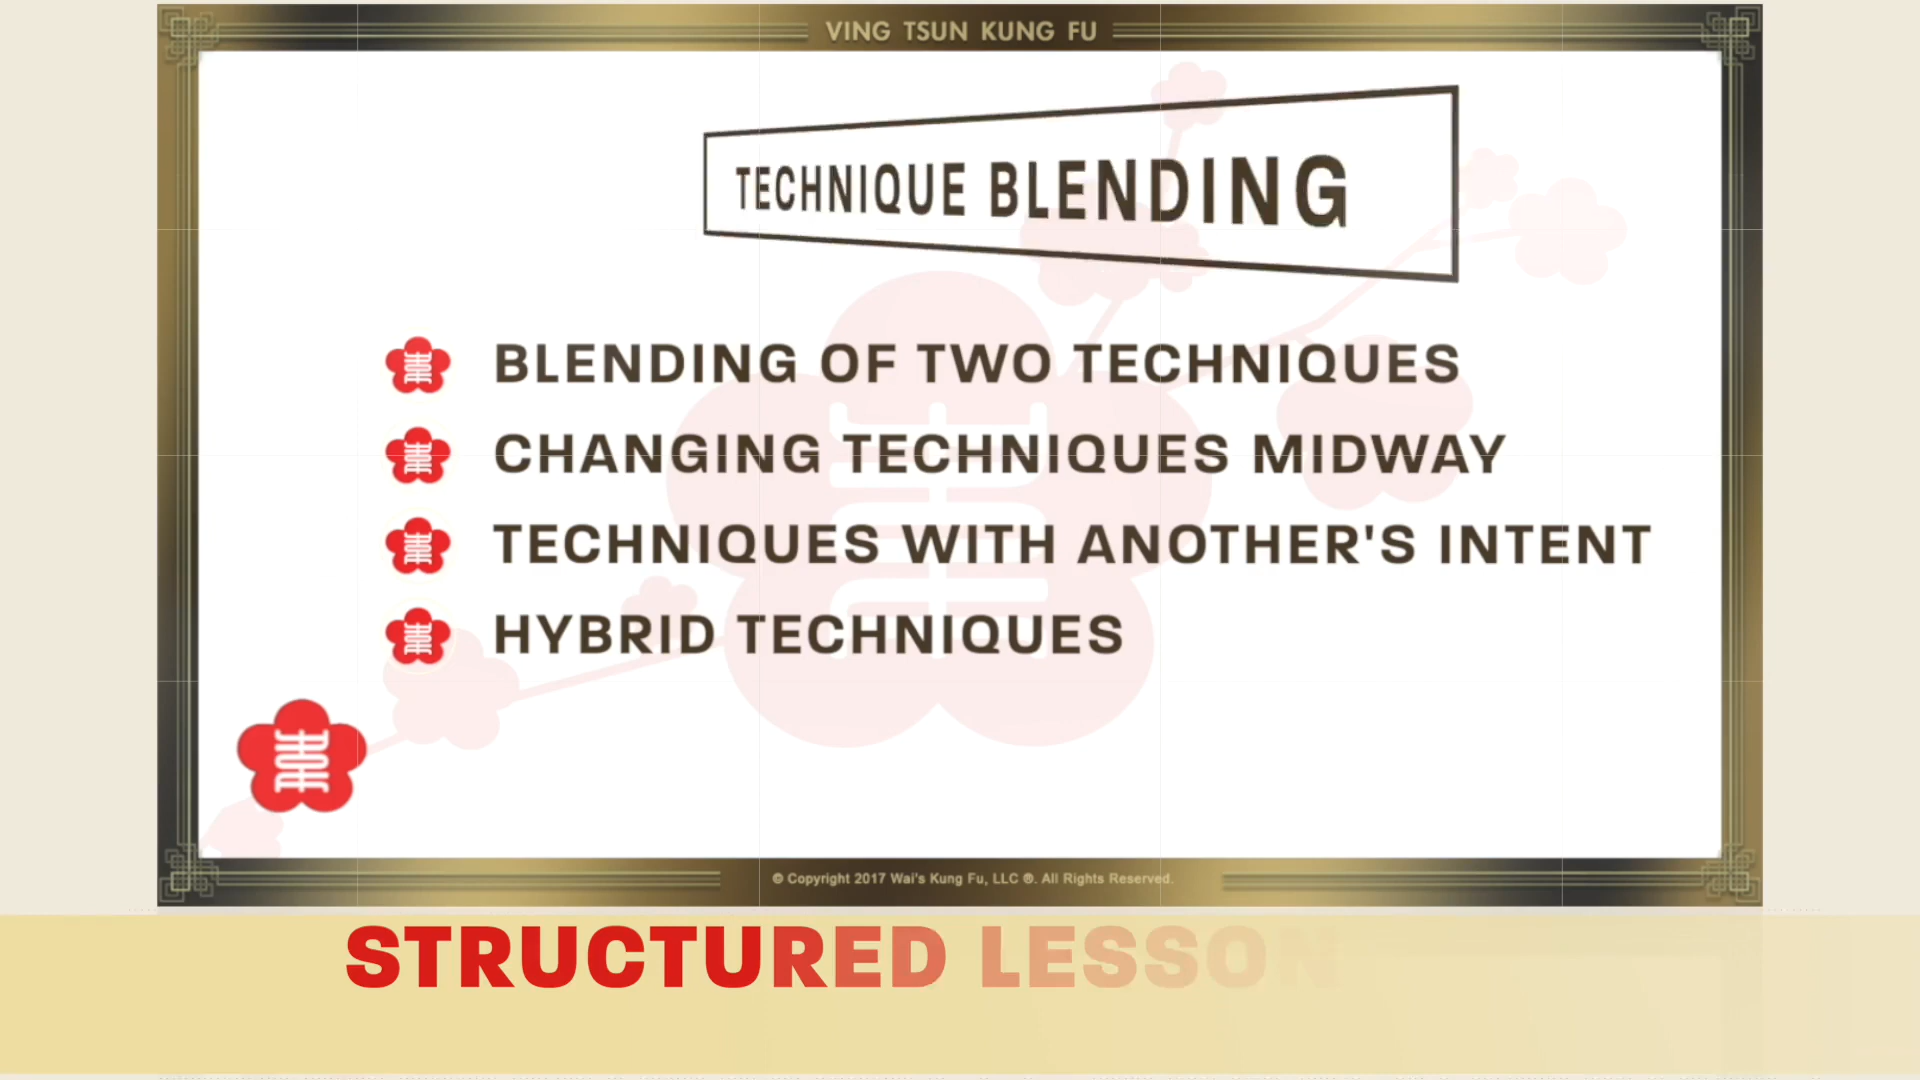 VING TSUN KUNG FU
TECHNIQUE BLENDING
BLENDING OF TWO TECHNIQUES
CHANGING TECHNIQUES MIDWAY
TECHNIQUES WITH ANOTHER'S INTENT
HYBRID TECHNIQUES
© Copyright 2017 Wai's Kung Fu, LLC ®. All Rights Reserved.
STRUCTURED LESSON